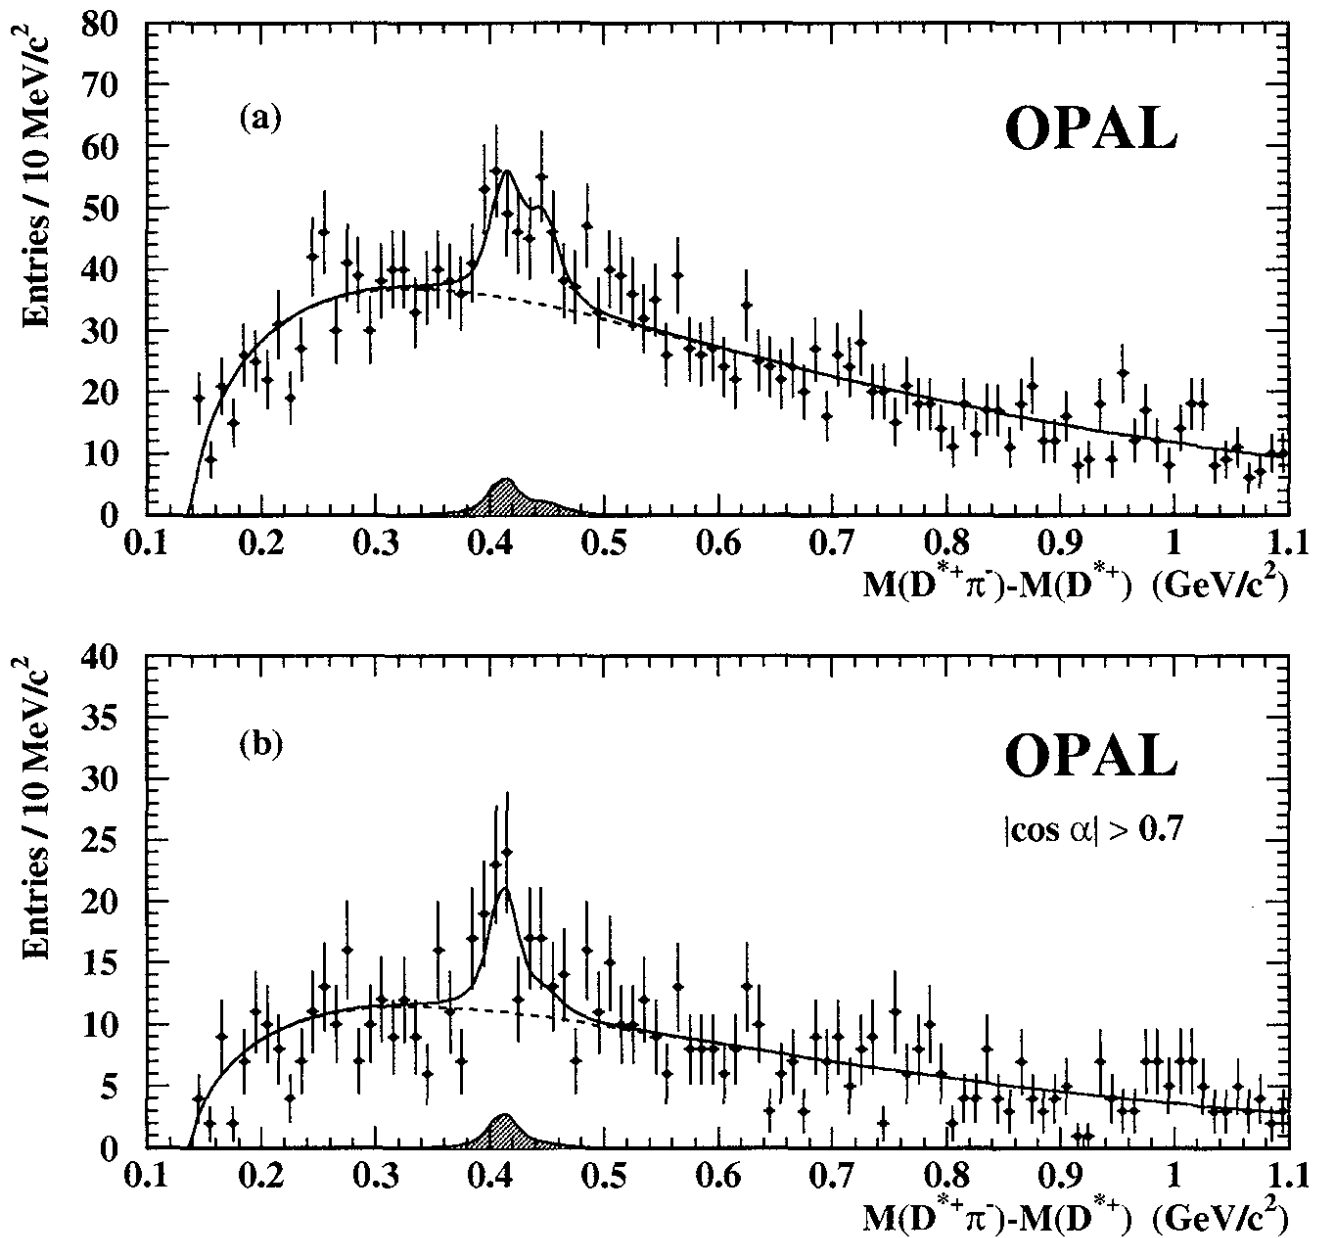 Entries / 10 MeV/c²
80
70
60
50
40
30
20
10
0
(a)
OPAL
0.1 0.2 0.3 0.4 0.5 0.6 0.7 0.8 0.9 1 1.1
M(D*⁺π⁻)-M(D*⁺) (GeV/c²)
Entries / 10 MeV/c²
40
35
30
25
20
15
10
5
0
(b)
OPAL
|cos α| > 0.7
0.1 0.2 0.3 0.4 0.5 0.6 0.7 0.8 0.9 1 1.1
M(D*⁺π⁻)-M(D*⁺) (GeV/c²)